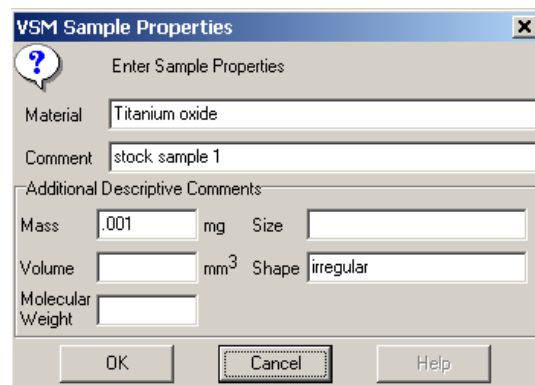 VSM Sample Properties
Enter Sample Properties
Material Titanium oxide
Comment stock sample 1
Additional Descriptive Comments
Mass .001 mg Size
Volume mm3 Shape irregular
Molecular
Weight
OK Cancel Help